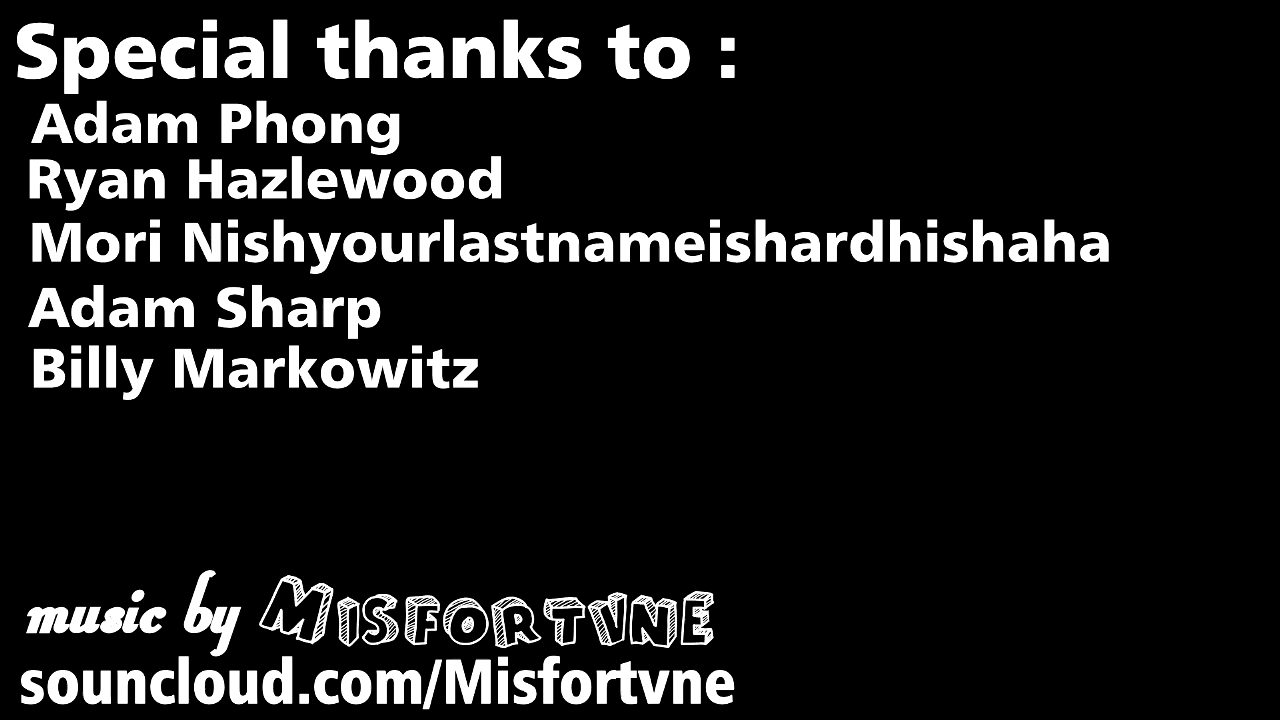 Special thanks to :
Adam Phong
Ryan Hazlewood
Mori Nishyourlastnameishardhishaha
Adam Sharp
Billy Markowitz
music by MISFORTVNE
souncloud.com/Misfortvne